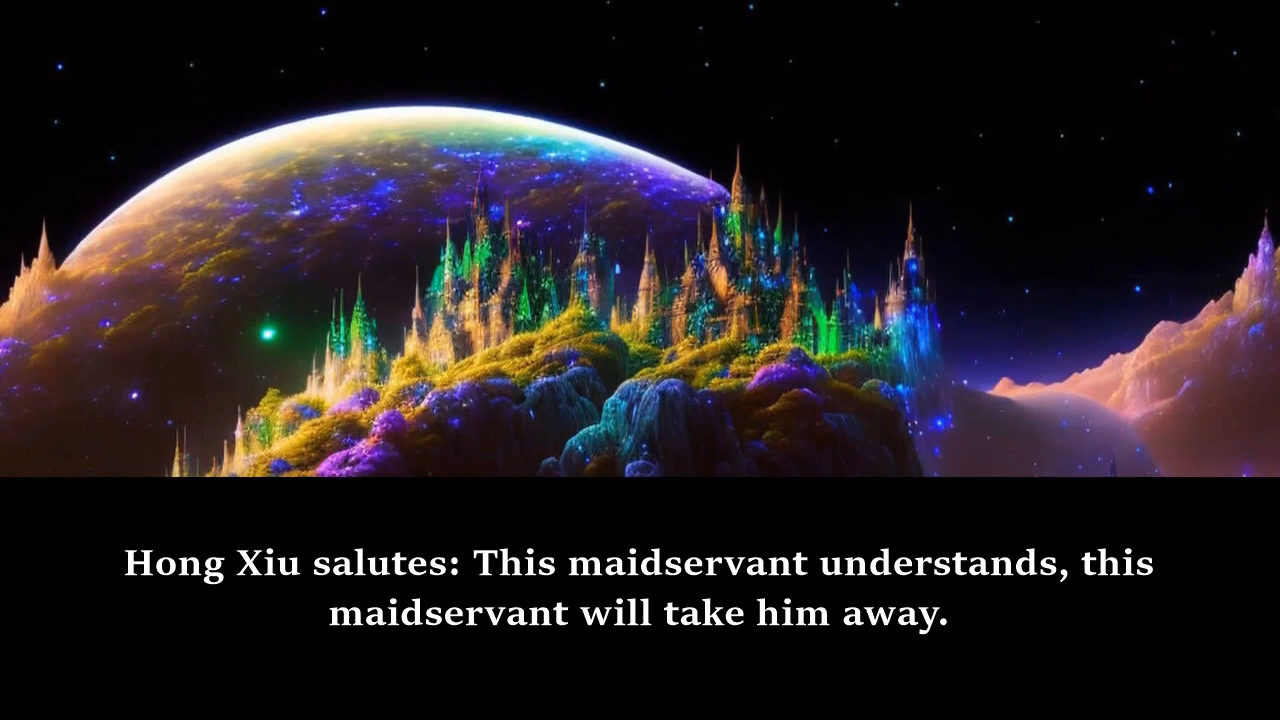 Hong Xiu salutes: This maidservant understands, this
maidservant will take him away.